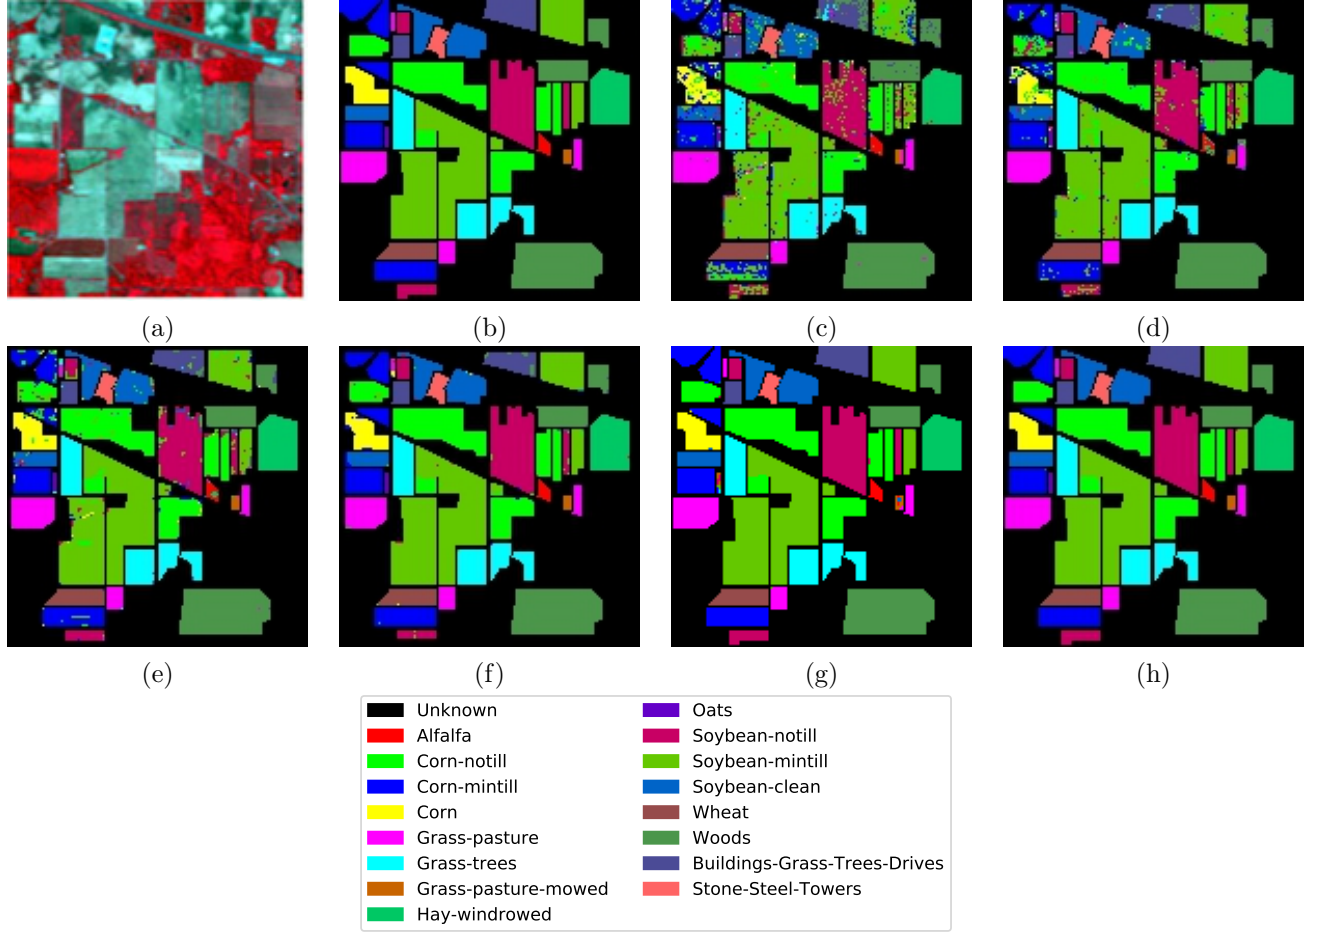 (a) (b) (c) (d)
(e) (f) (g) (h)
Unknown
Alfalfa
Corn-notill
Corn-mintill
Corn
Grass-pasture
Grass-trees
Grass-pasture-mowed
Hay-windrowed
Oats
Soybean-notill
Soybean-mintill
Soybean-clean
Wheat
Woods
Buildings-Grass-Trees-Drives
Stone-Steel-Towers